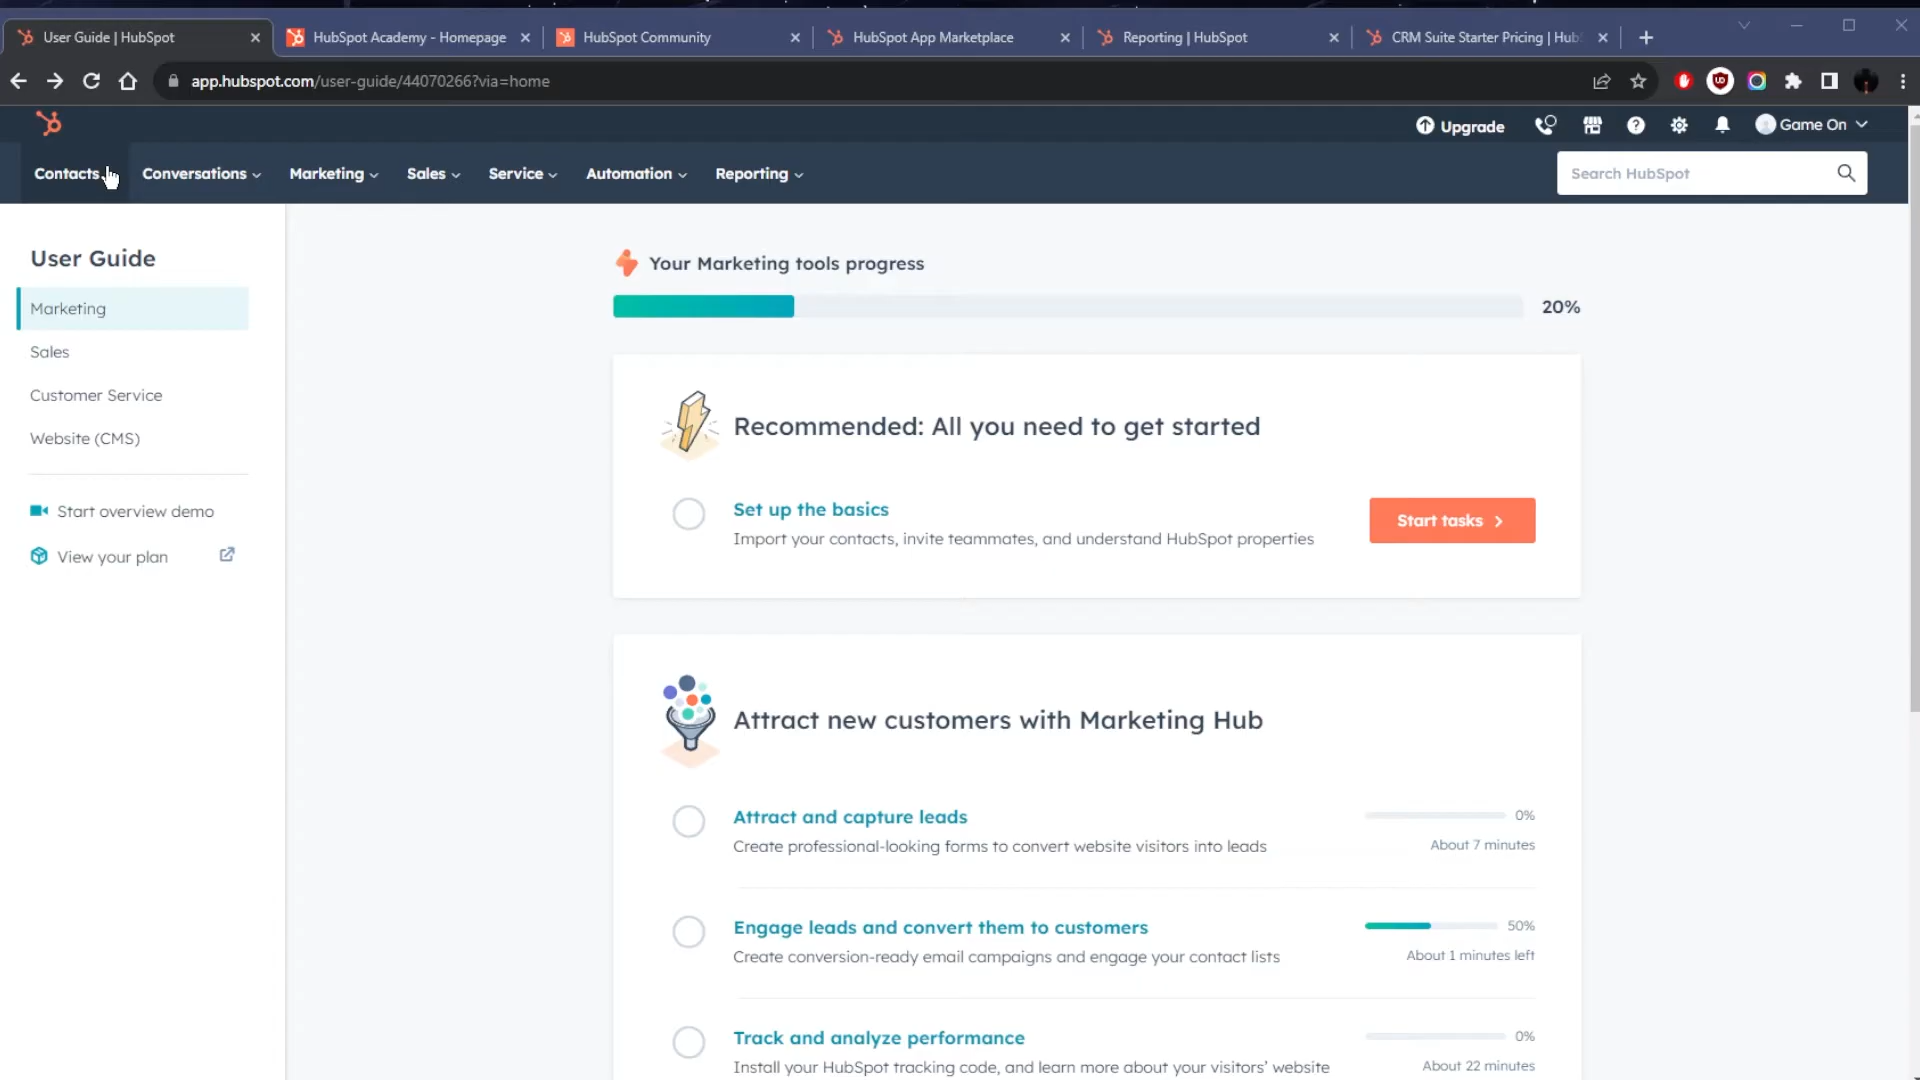 User Guide | HubSpot
HubSpot Academy - Homepage
HubSpot Community
HubSpot App Marketplace
Reporting | HubSpot
CRM Suite Starter Pricing | Hub
app.hubspot.com/user-guide/44070266?via=home
Upgrade
Game On
Contacts
Conversations
Marketing
Sales
Service
Automation
Reporting
Search HubSpot
User Guide
Marketing
Sales
Customer Service
Website (CMS)
Start overview demo
View your plan
Your Marketing tools progress
20%
Recommended: All you need to get started
Set up the basics
Import your contacts, invite teammates, and understand HubSpot properties
Start tasks
Attract new customers with Marketing Hub
Attract and capture leads
0%
Create professional-looking forms to convert website visitors into leads
About 7 minutes
Engage leads and convert them to customers
50%
Create conversion-ready email campaigns and engage your contact lists
About 1 minutes left
Track and analyze performance
0%
Install your HubSpot tracking code, and learn more about your visitors' website
About 22 minutes